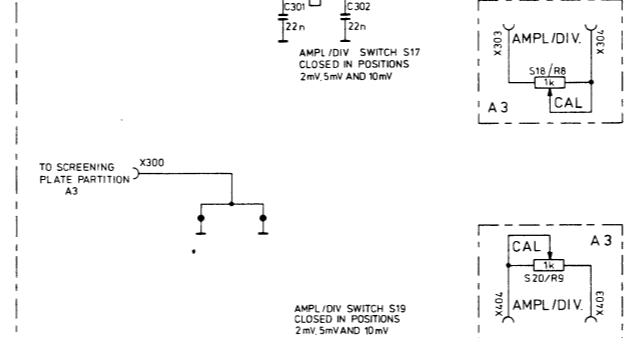 C301
C302
22n
22n
AMPL/DIV SWITCH S17
CLOSED IN POSITIONS
2mV, 5mV AND 10mV
X303
AMPL/DIV.
X304
S18/R8
1k
CAL
A3
TO SCREENING
PLATE PARTITION
A3
X300
CAL
A3
1k
S20/R9
X404
AMPL/DIV.
X403
AMPL/DIV SWITCH S19
CLOSED IN POSITIONS
2mV, 5mV AND 10mV